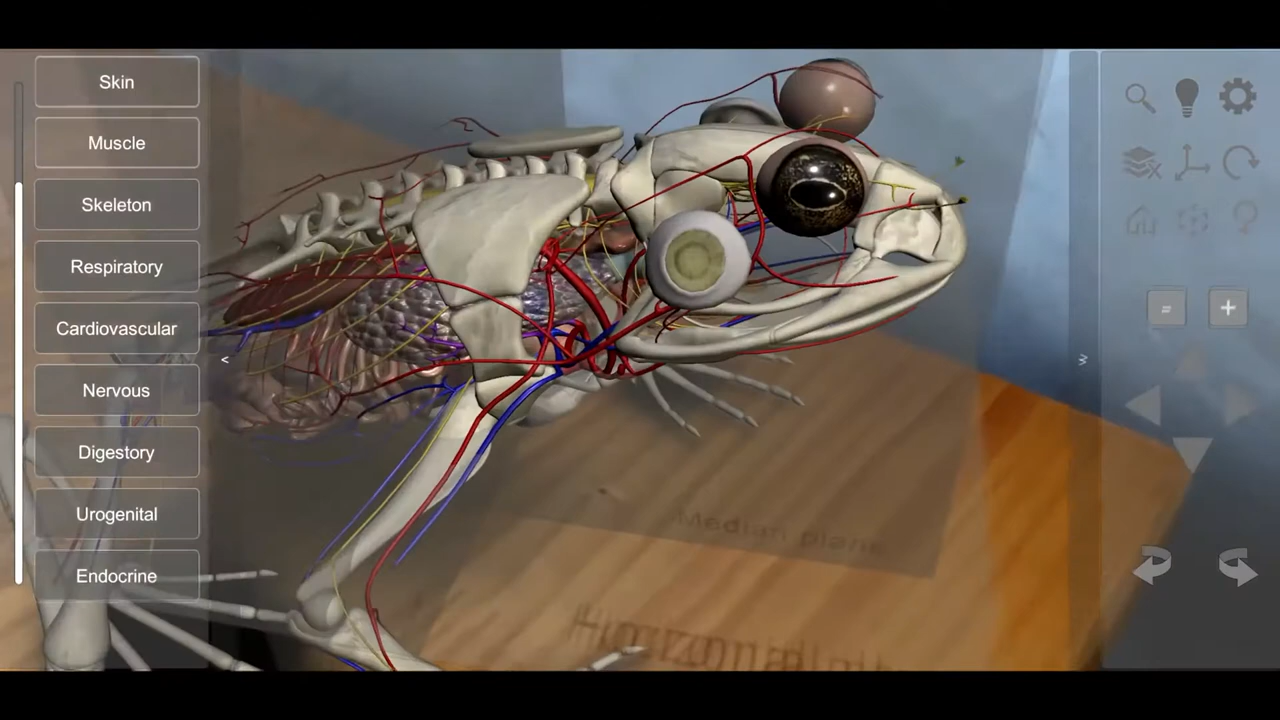 Skin
Muscle
Skeleton
Respiratory
Cardiovascular
Nervous
Digestory
Urogenital
Endocrine
<
>
=
+
Median plane